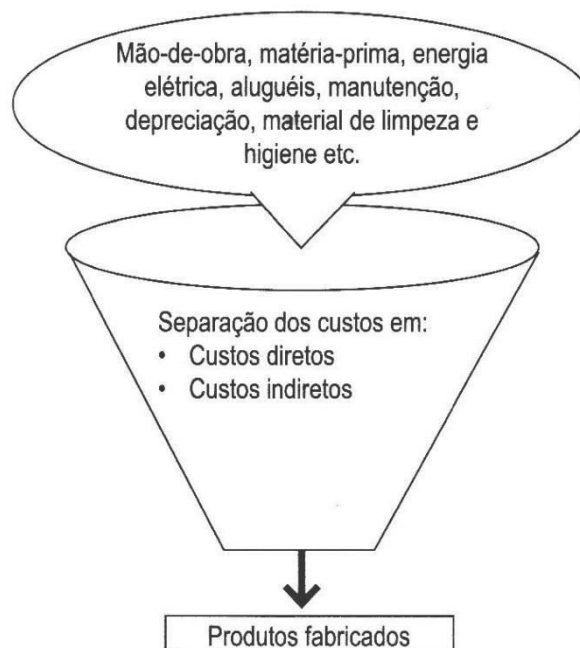 Mão-de-obra, matéria-prima, energia
elétrica, aluguéis, manutenção,
depreciação, material de limpeza e
higiene etc.
Separação dos custos em:
• Custos diretos
• Custos indiretos
Produtos fabricados